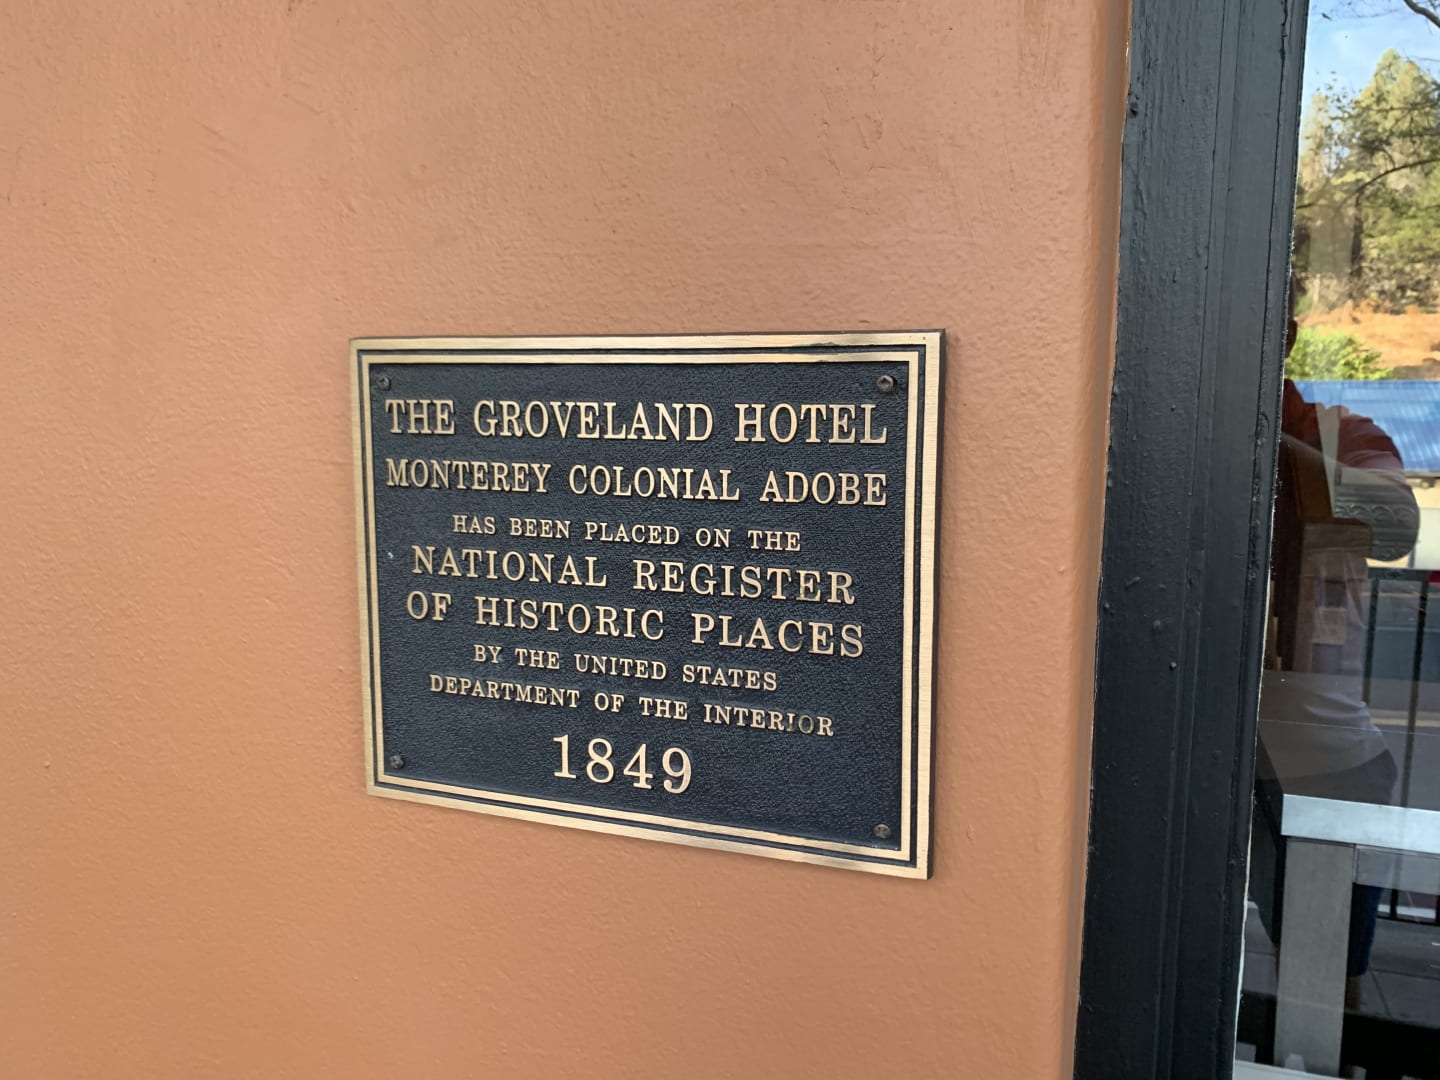 THE GROVELAND HOTEL
MONTEREY COLONIAL ADOBE
HAS BEEN PLACED ON THE
NATIONAL REGISTER
OF HISTORIC PLACES
BY THE UNITED STATES
DEPARTMENT OF THE INTERIOR
1849